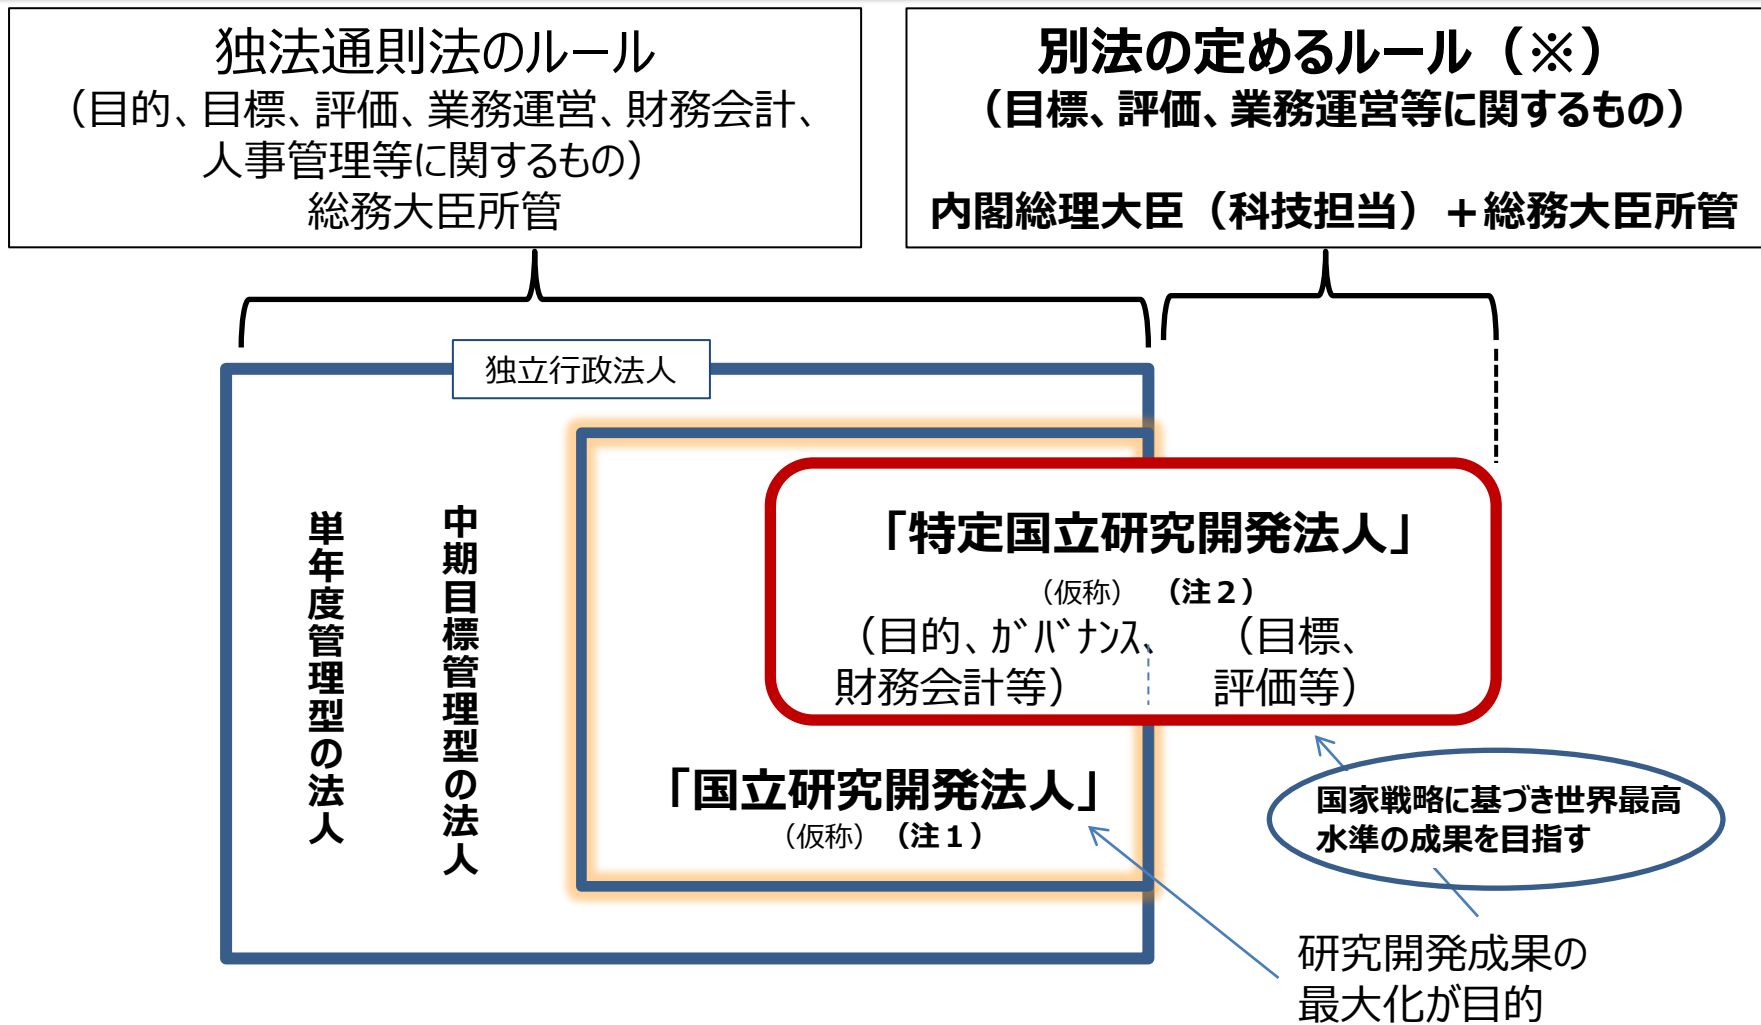 独法通則法のルール
（目的、目標、評価、業務運営、財務会計、
人事管理等に関するもの）
総務大臣所管
別法の定めるルール（※）
（目標、評価、業務運営等に関するもの）
内閣総理大臣（科技担当）＋総務大臣所管
独立行政法人
単年度管理型の法人
中期目標管理型の法人
「特定国立研究開発法人」
（仮称）（注２）
（目的、ｶﾞﾊﾞﾅﾝｽ、
財務会計等）
（目標、
評価等）
「国立研究開発法人」
（仮称）（注１）
国家戦略に基づき世界最高
水準の成果を目指す
研究開発成果の
最大化が目的